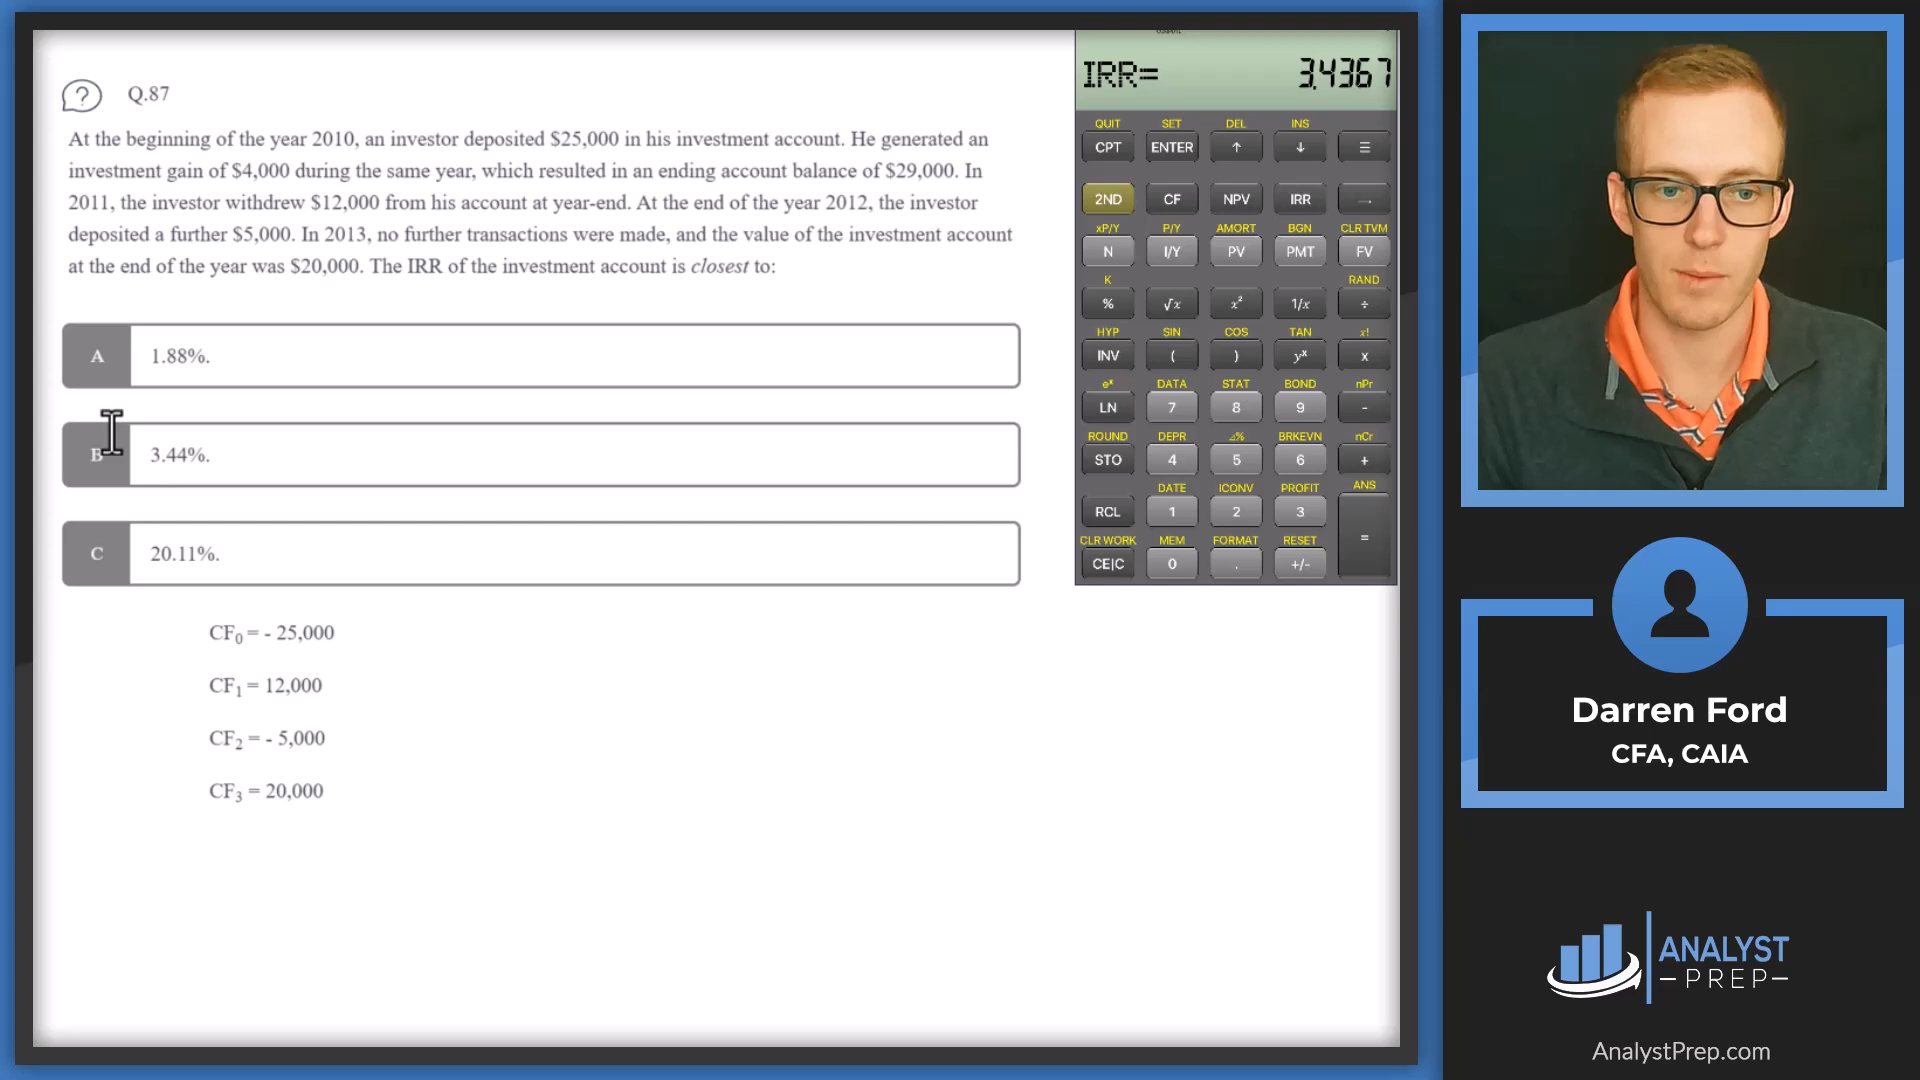 Q.87
At the beginning of the year 2010, an investor deposited $25,000 in his investment account. He generated an
investment gain of $4,000 during the same year, which resulted in an ending account balance of $29,000. In
2011, the investor withdrew $12,000 from his account at year-end. At the end of the year 2012, the investor
deposited a further $5,000. In 2013, no further transactions were made, and the value of the investment account
at the end of the year was $20,000. The IRR of the investment account is closest to:
A 1.88%.
B 3.44%.
C 20.11%.
CF0 = - 25,000
CF1 = 12,000
CF2 = - 5,000
CF3 = 20,000
IRR= 3.4367
QUIT SET DEL INS
CPT ENTER ↑ ↓ ☰
2ND CF NPV IRR →
xP/Y P/Y AMORT BGN CLR TVM
N I/Y PV PMT FV
K RAND
% √x x² 1/x ÷
HYP SIN COS TAN x!
INV ( ) yˣ x
eˣ DATA STAT BOND nPr
LN 7 8 9 -
ROUND DEPR ⊿% BRKEVN nCr
STO 4 5 6 +
DATE ICONV PROFIT ANS
RCL 1 2 3 =
CLR WORK MEM FORMAT RESET
CE|C 0 . +/-
Darren Ford
CFA, CAIA
ANALYST
PREP
AnalystPrep.com